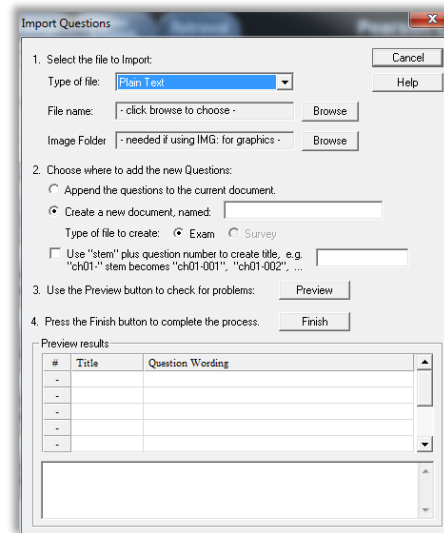 Import Questions
1. Select the file to Import:
Cancel
Type of file: Plain Text
Help
File name: - click browse to choose - Browse
Image Folder - needed if using IMG: for graphics - Browse
2. Choose where to add the new Questions:
Append the questions to the current document.
Create a new document, named:
Type of file to create: Exam Survey
Use "stem" plus question number to create title, e.g.
"ch01-" stem becomes "ch01-001", "ch01-002", ...
3. Use the Preview button to check for problems: Preview
4. Press the Finish button to complete the process. Finish
Preview results
# Title Question Wording
-
-
-
-
-